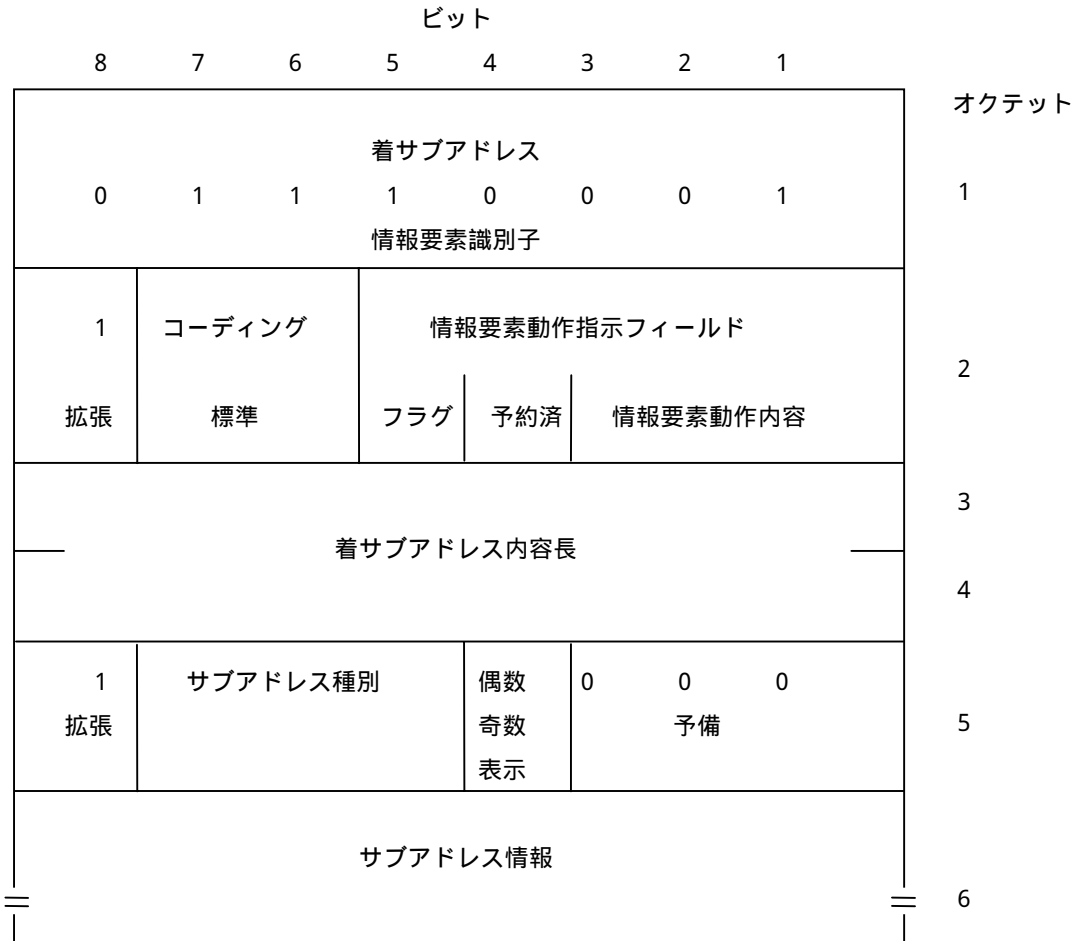 ビット
8 7 6 5 4 3 2 1
オクテット
着サブアドレス
0 1 1 1 0 0 0 1 1
情報要素識別子
1 コーディング 情報要素動作指示フィールド
2
拡張 標準 フラグ 予約済 情報要素動作内容
3
着サブアドレス内容長
4
1 サブアドレス種別 偶数 0 0 0
拡張 奇数 予備 5
表示
サブアドレス情報
6